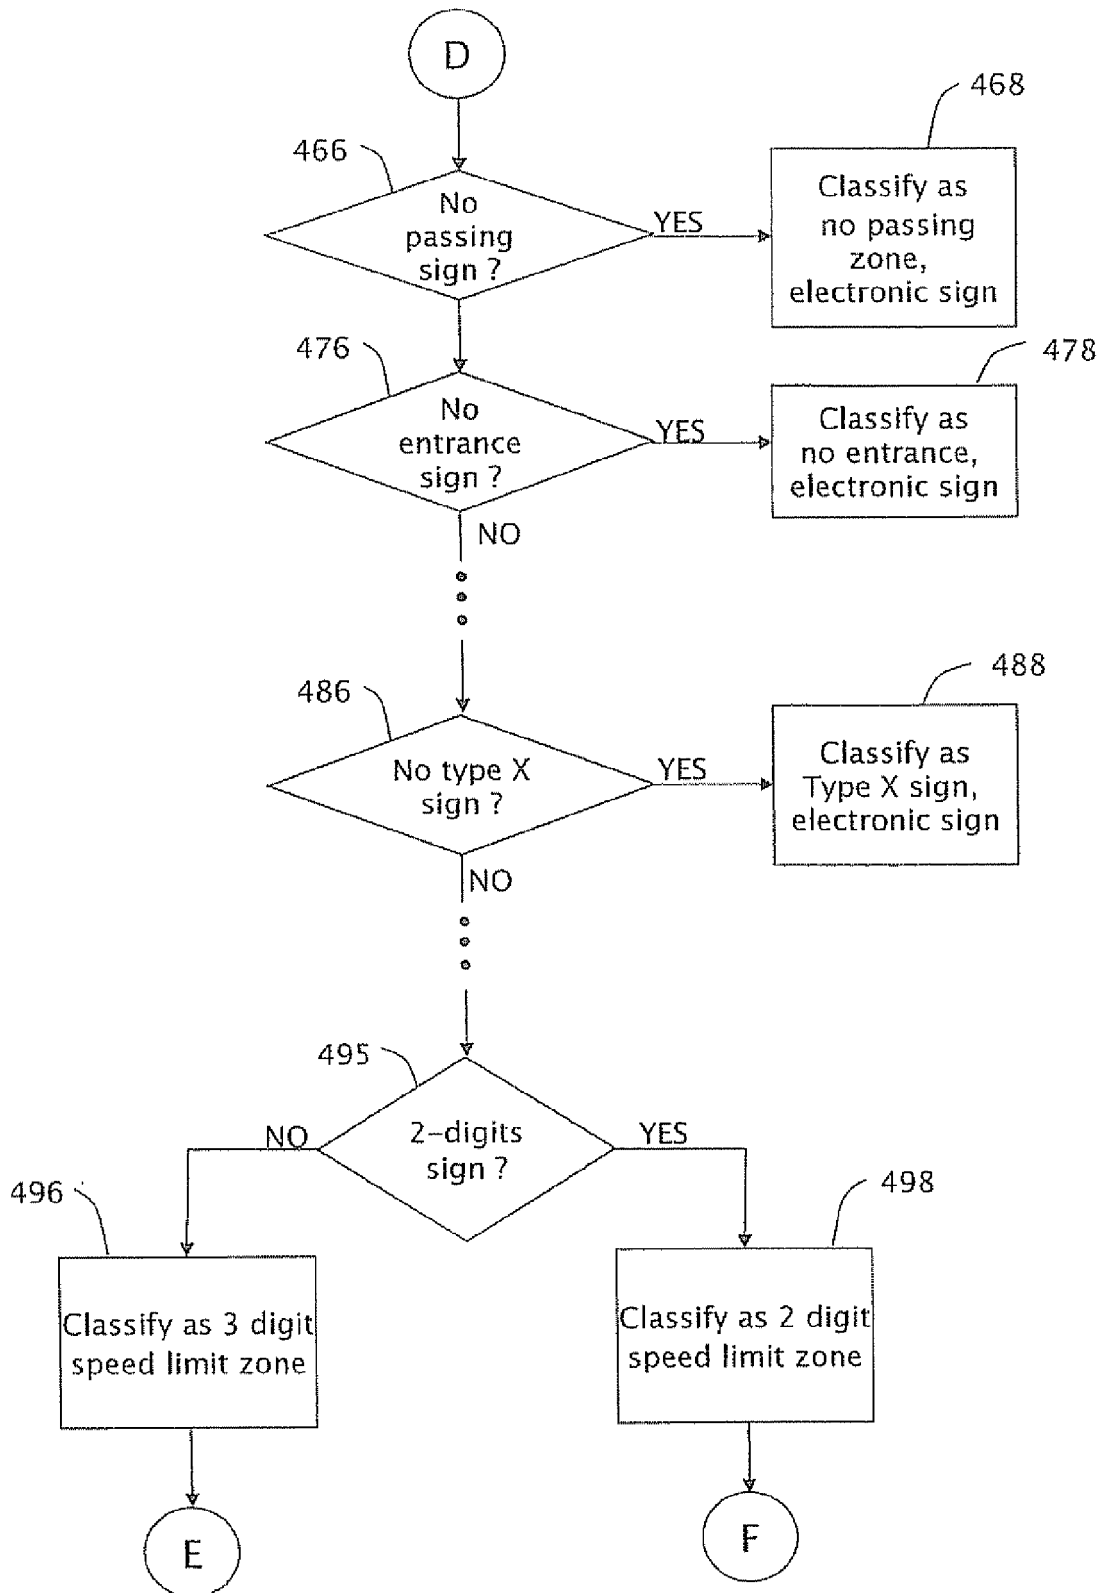 D
468
466
No
passing
sign ?
YES
Classify as
no passing
zone,
electronic sign
476
478
No
entrance
sign ?
YES
Classify as
no entrance,
electronic sign
NO
486
488
No type X
sign ?
YES
Classify as
Type X sign,
electronic sign
NO
495
2-digits
sign ?
NO
YES
496
498
Classify as 3 digit
speed limit zone
Classify as 2 digit
speed limit zone
E
F